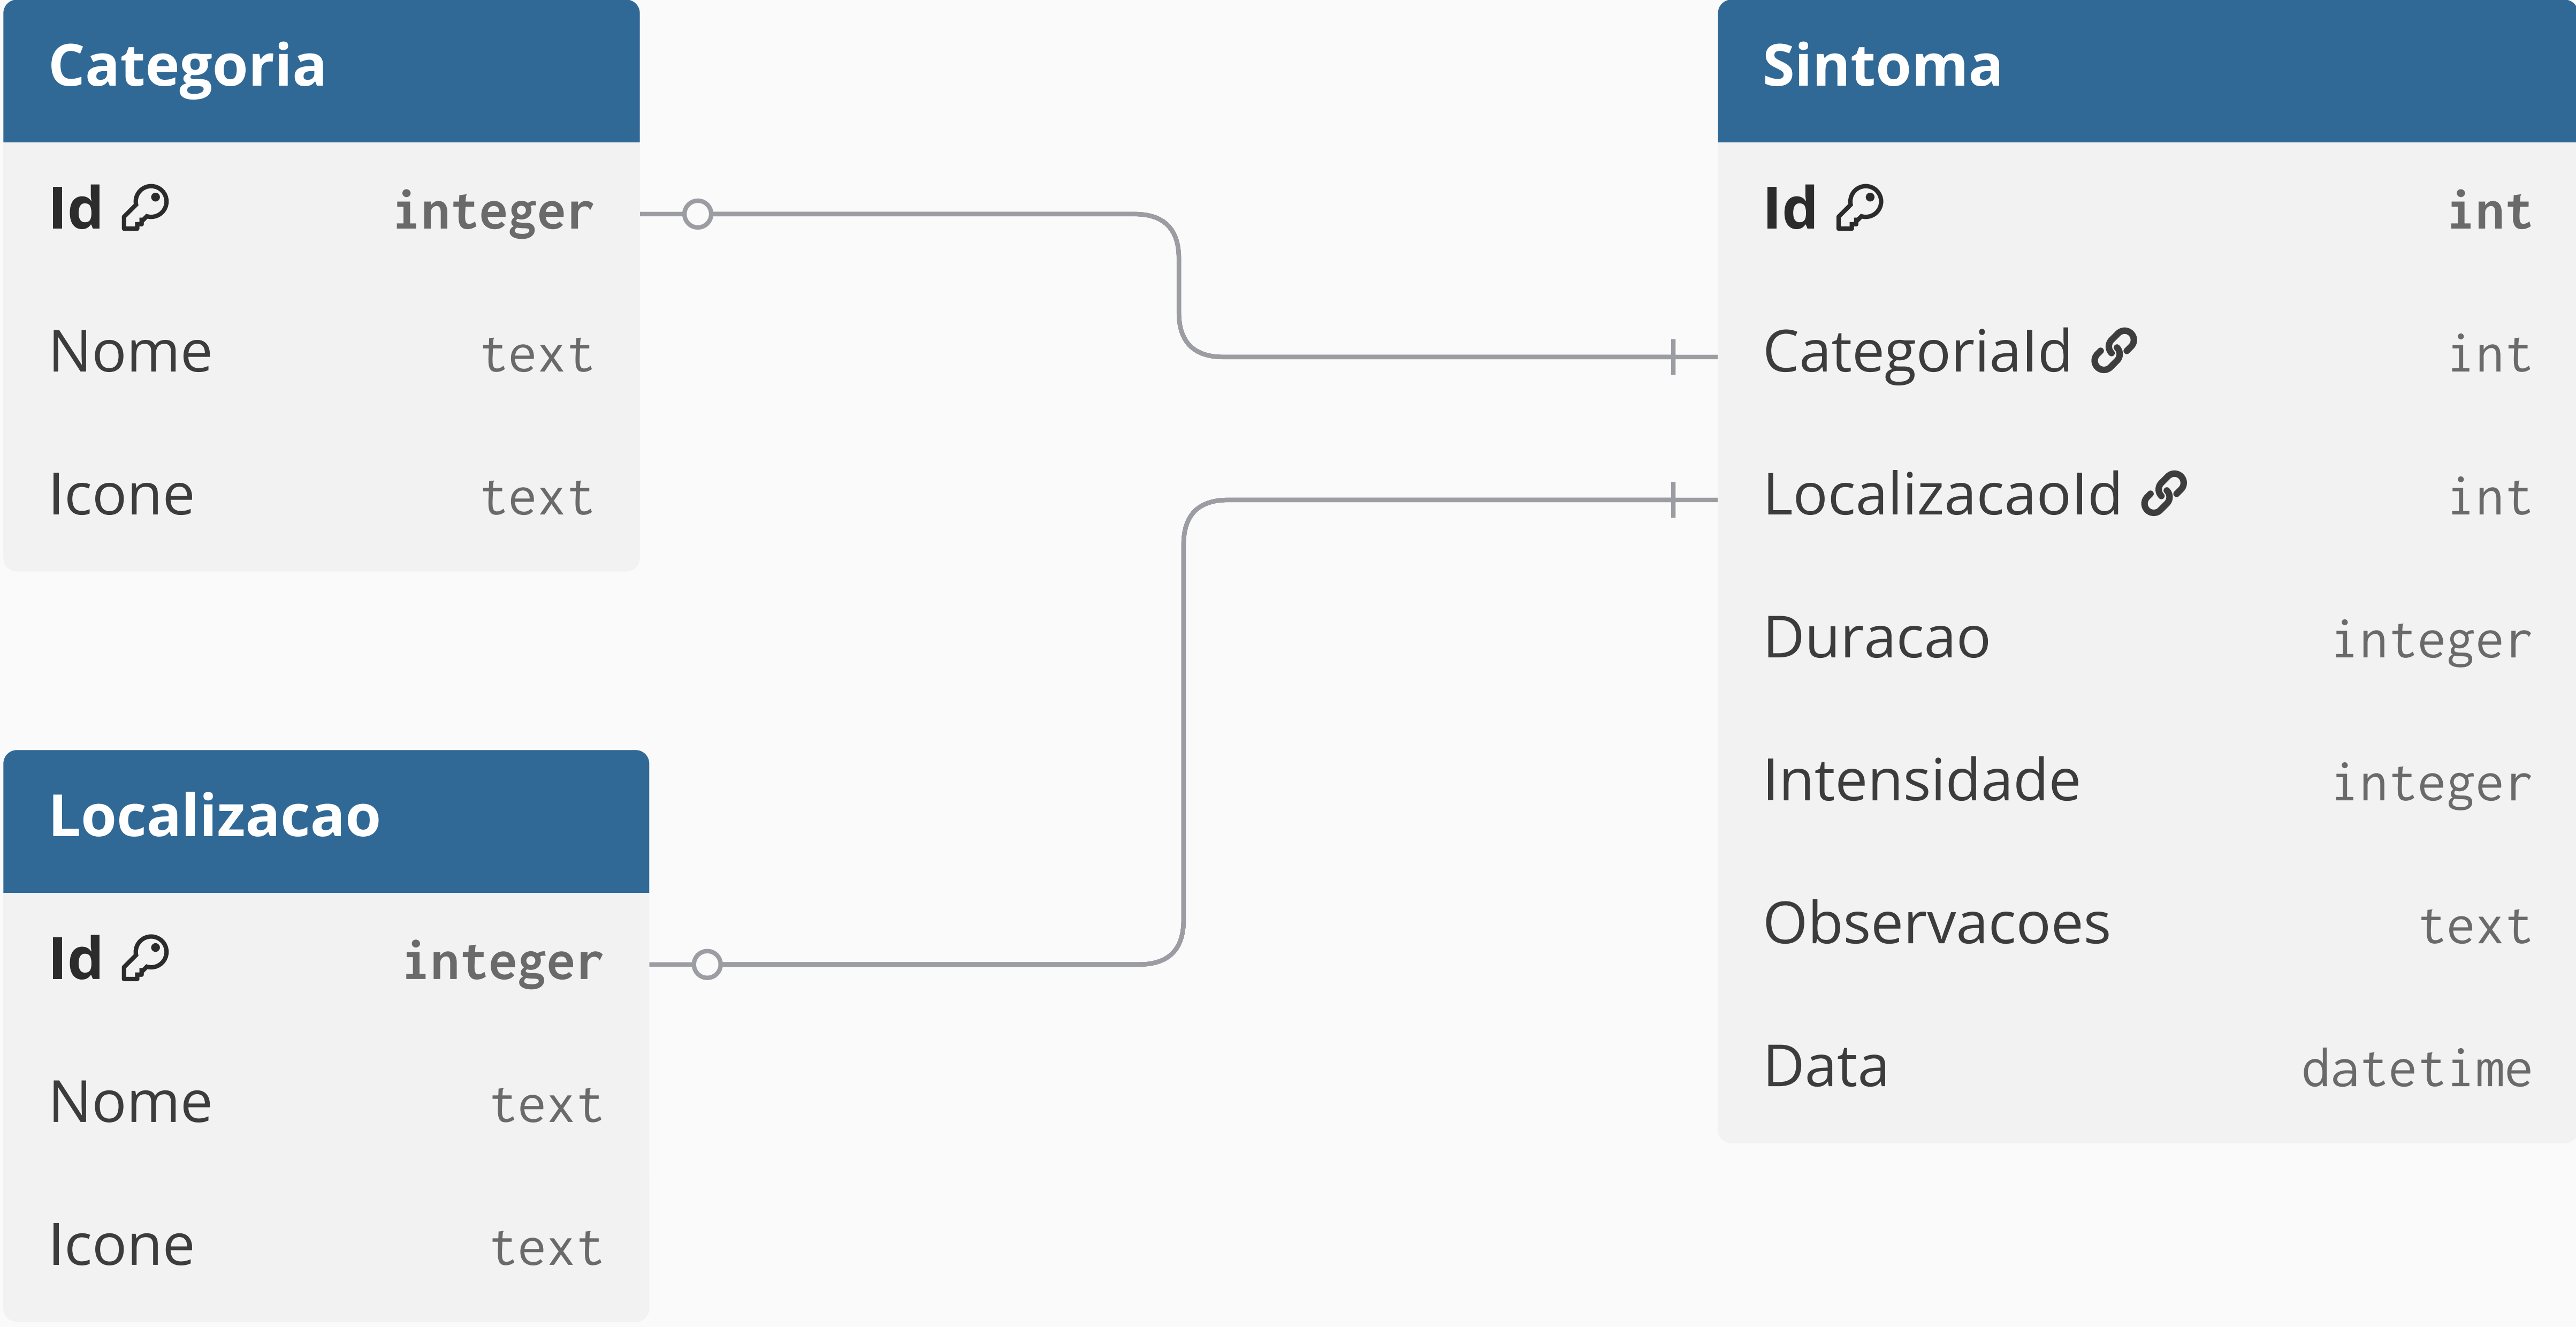 Categoria
Id integer
Nome text
Icone text
Localizacao
Id integer
Nome text
Icone text
Sintoma
Id int
CategoriaId int
LocalizacaoId int
Duracao integer
Intensidade integer
Observacoes text
Data datetime